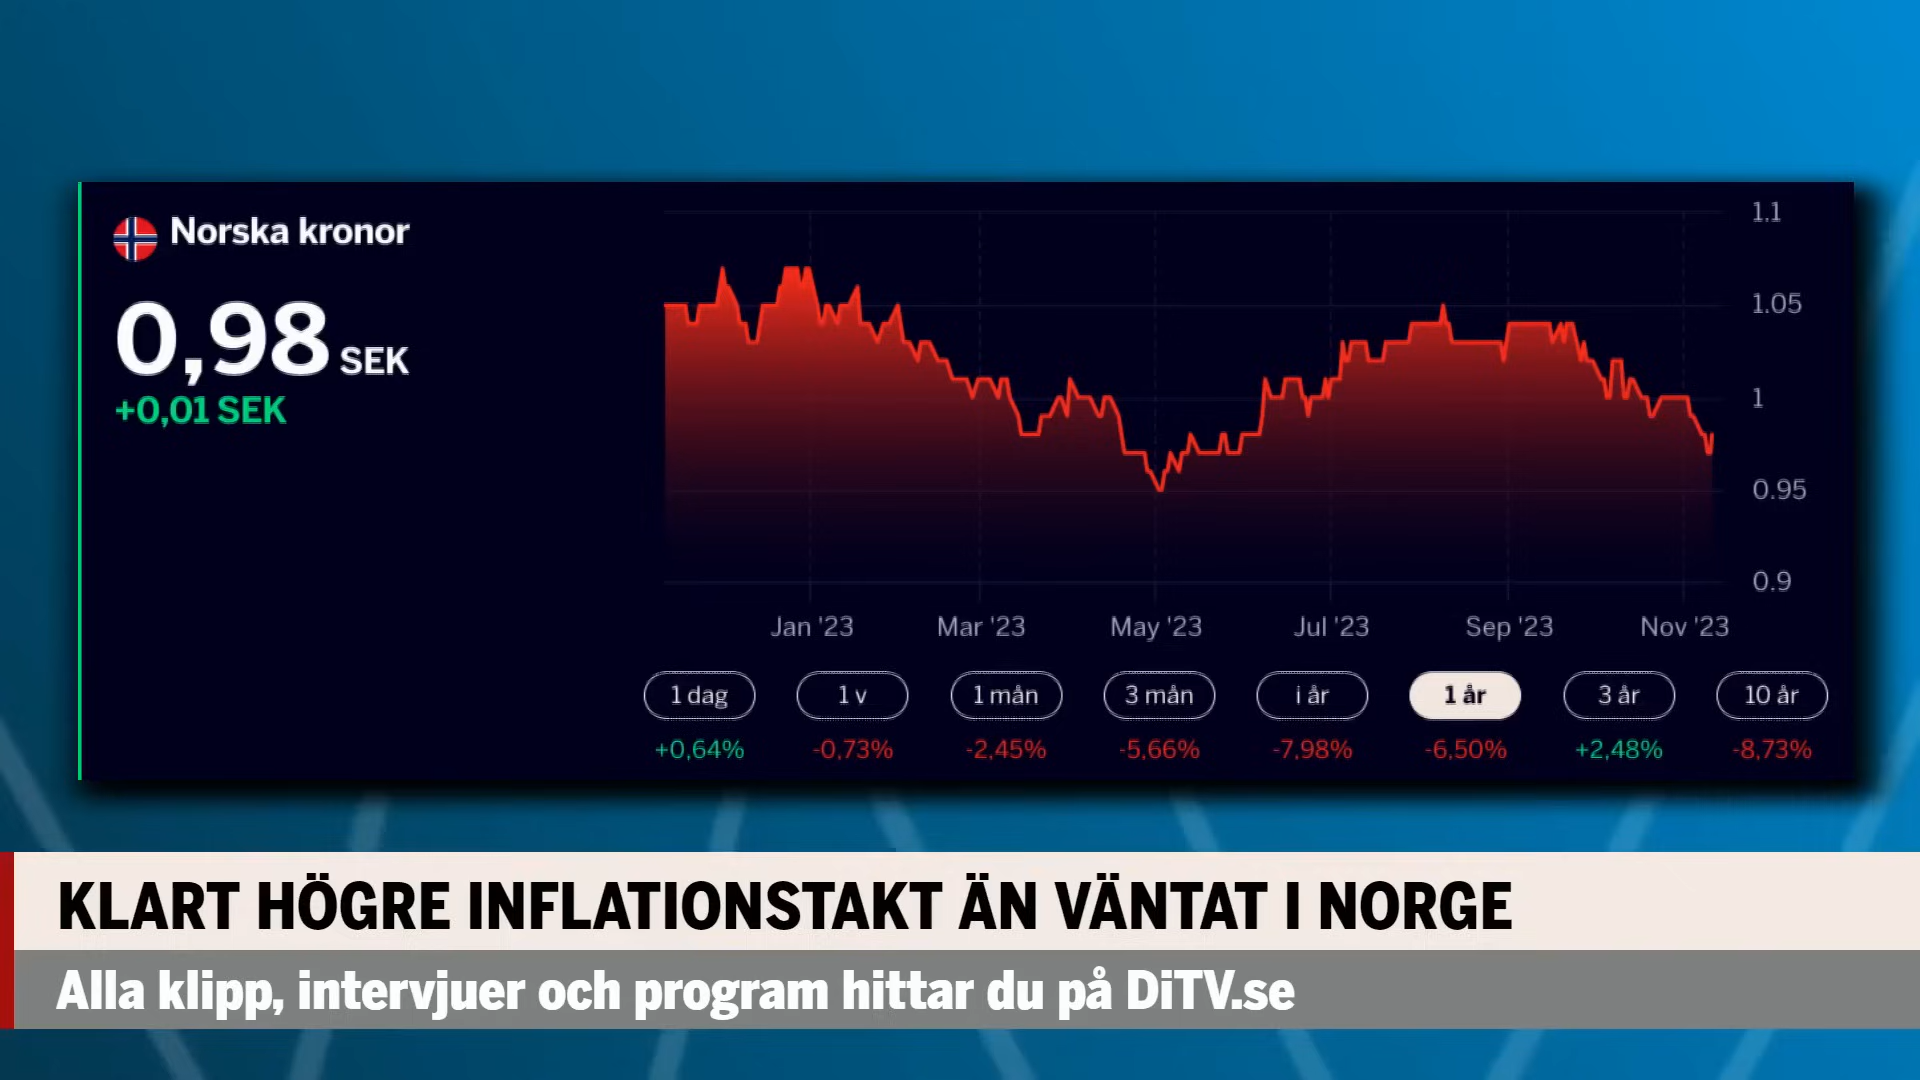 Norska kronor
0,98 SEK
+0,01 SEK
1.1
1.05
1
0.95
0.9
Jan '23 Mar '23 May '23 Jul '23 Sep '23 Nov '23
1 dag 1 v 1 mån 3 mån i år 1 år 3 år 10 år
+0,64% -0,73% -2,45% -5,66% -7,98% -6,50% +2,48% -8,73%
KLART HÖGRE INFLATIONSTAKT ÄN VÄNTAT I NORGE
Alla klipp, intervjuer och program hittar du på DiTV.se